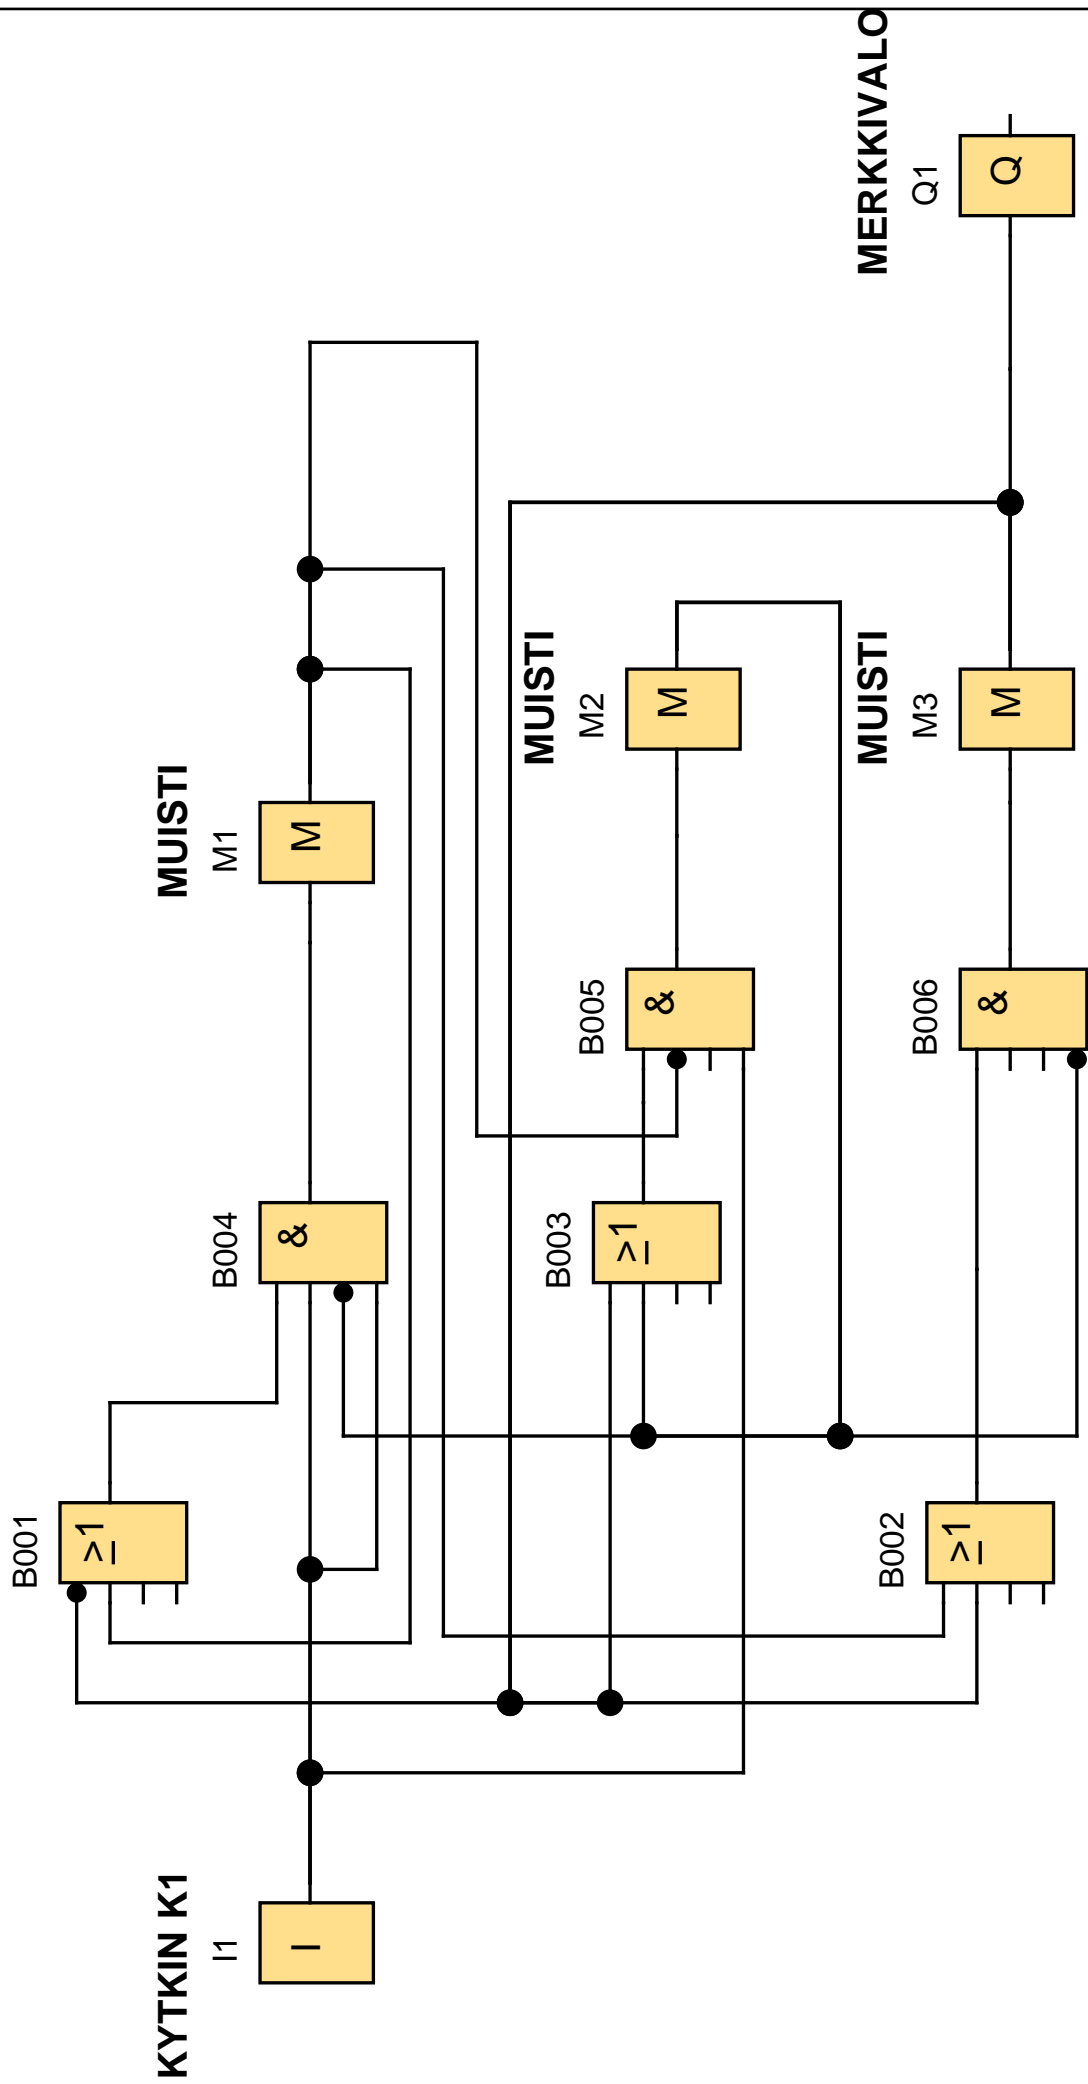 KYTKIN K1
I1
I
B001
>1
B004
&
MUISTI
M1
M
B003
>1
B005
&
MUISTI
M2
M
B002
>1
B006
&
MUISTI
M3
M
MERKKIVALO
Q1
Q